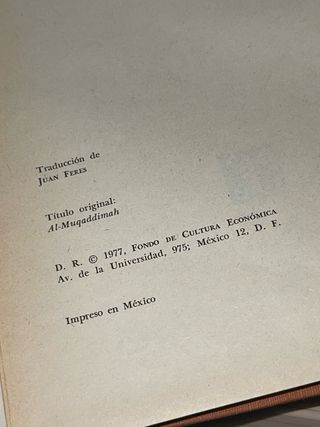 Traducción de
JUAN FERES
Título original:
Al-Muqaddimah
D. R. © 1977, FONDO DE CULTURA ECONÓMICA
Av. de la Universidad, 975; México 12, D. F.
Impreso en México